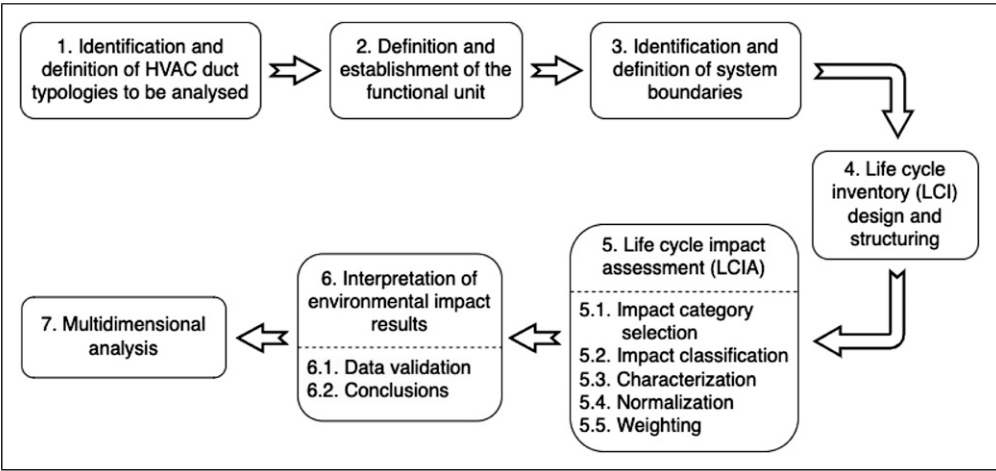 1. Identification and
definition of HVAC duct
typologies to be analysed
2. Definition and
establishment of the
functional unit
3. Identification and
definition of system
boundaries
4. Life cycle
inventory (LCI)
design and
structuring
5. Life cycle impact
assessment (LCIA)
5.1. Impact category
selection
5.2. Impact classification
5.3. Characterization
5.4. Normalization
5.5. Weighting
6. Interpretation of
environmental impact
results
6.1. Data validation
6.2. Conclusions
7. Multidimensional
analysis